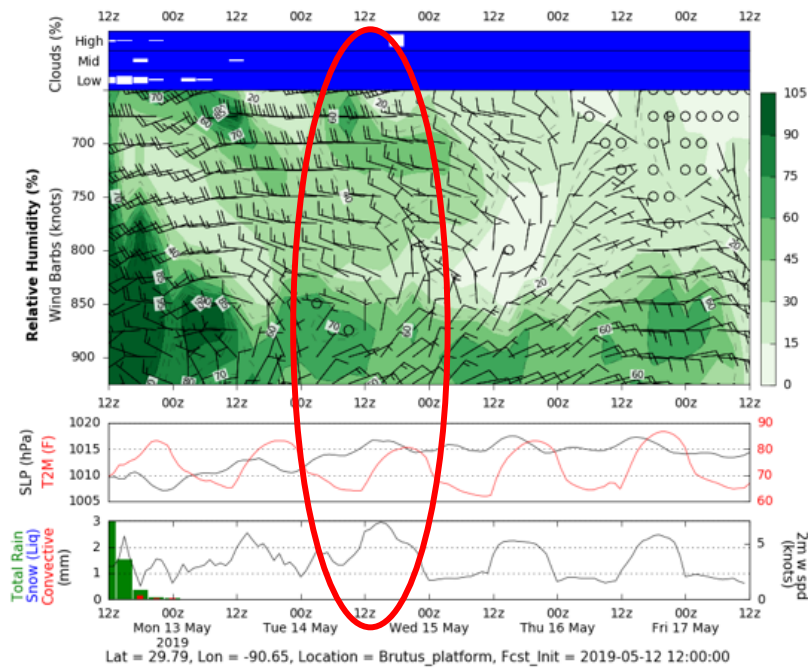 12z 00z 12z 00z 12z 00z 12z 00z 12z 00z 12z
Clouds (%)
High
Mid
Low
Relative Humidity (%)
Wind Barbs (knots)
700
750
800
850
900
105
90
75
60
45
30
15
0
12z 00z 12z 00z 12z 00z 12z 00z 12z 00z 12z
SLP (hPa)
T2M (F)
1020
1015
1010
1005
90
80
70
60
Total Rain
Snow (Liq)
Convective
(mm)
3
2
1
0
5
0
2m w spd
(knots)
12z 00z 12z 00z 12z 00z 12z 00z 12z 00z 12z
Mon 13 May Tue 14 May Wed 15 May Thu 16 May Fri 17 May
2019
Lat = 29.79, Lon = -90.65, Location = Brutus_platform, Fcst_Init = 2019-05-12 12:00:00